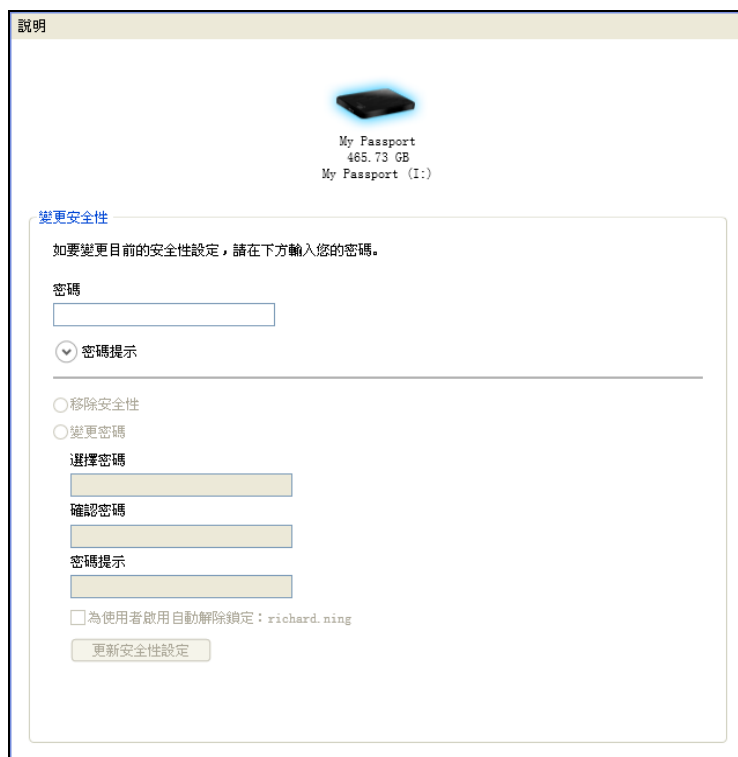 說明
My Passport
465.73 GB
My Passport (I:)
變更安全性
如要變更目前的安全性設定，請在下方輸入您的密碼。
密碼
密碼提示
移除安全性
變更密碼
選擇密碼
確認密碼
密碼提示
為使用者啟用自動解除鎖定：richard.ning
更新安全性設定